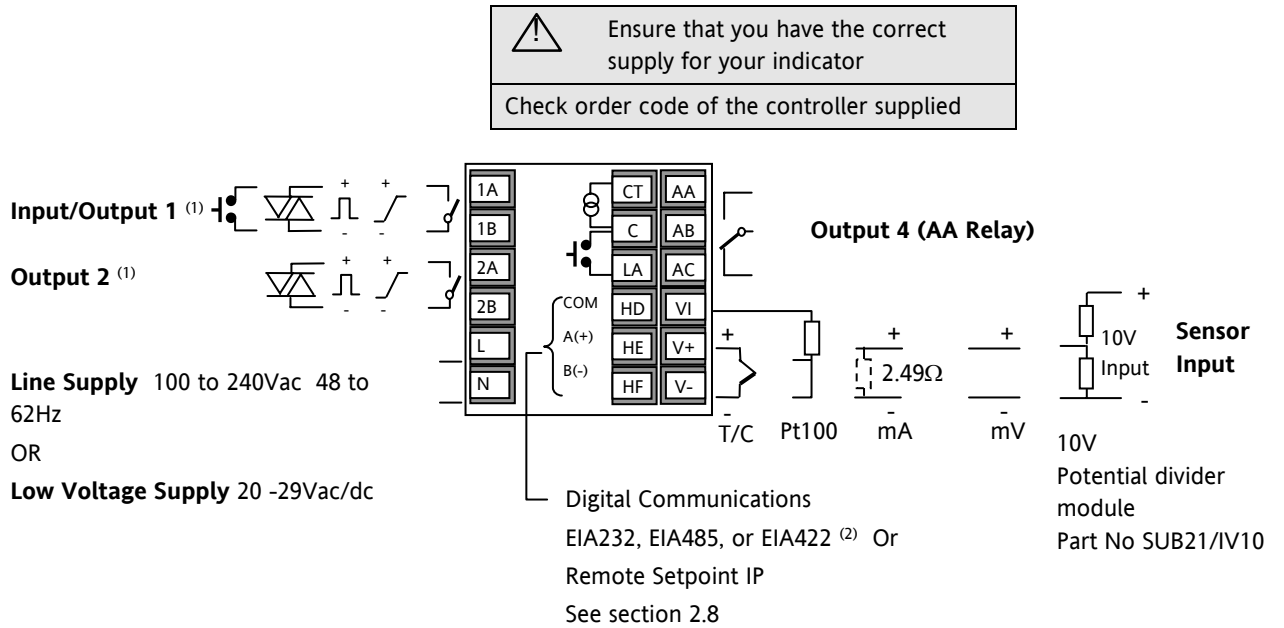 Ensure that you have the correct
supply for your indicator
Check order code of the controller supplied
Input/Output 1 (1)
+
+
-
-
Output 2 (1)
+
+
-
-
Line Supply 100 to 240Vac 48 to
62Hz
OR
Low Voltage Supply 20 -29Vac/dc
1A
1B
2A
2B
L
N
CT
C
LA
HD
HE
HF
COM
A(+)
B(-)
AA
AB
AC
VI
V+
V-
Output 4 (AA Relay)
+
-
T/C
Pt100
+
2.49Ω
-
mA
+
-
mV
+
10V
Input
-
Sensor
Input
10V
Potential divider
module
Part No SUB21/IV10
Digital Communications
EIA232, EIA485, or EIA422 (2) Or
Remote Setpoint IP
See section 2.8